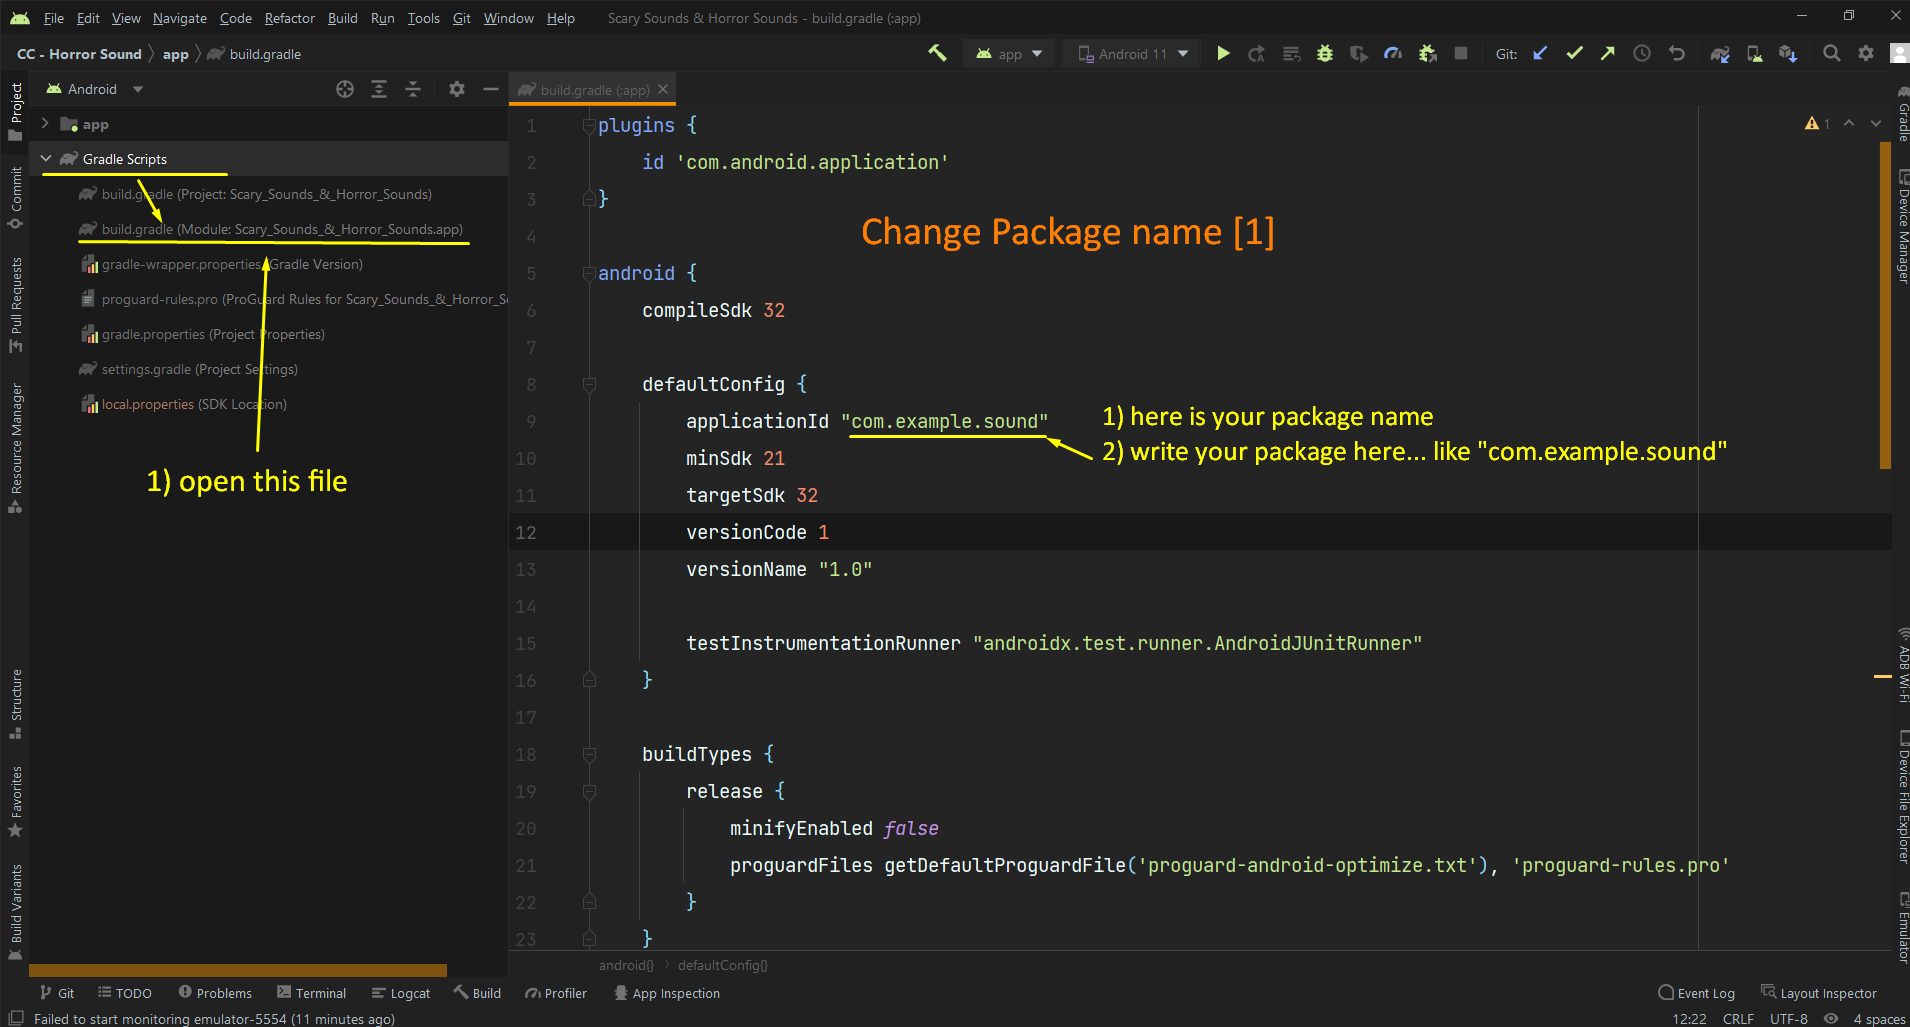 File Edit View Navigate Code Refactor Build Run Tools Git Window Help Scary Sounds & Horror Sounds - build.gradle (:app)
CC - Horror Sound app build.gradle
app
Android 11
Git:
Android
build.gradle (:app)
app
Gradle Scripts
build.gradle (Project: Scary_Sounds_&_Horror_Sounds)
build.gradle (Module: Scary_Sounds_&_Horror_Sounds.app)
gradle-wrapper.properties (Gradle Version)
proguard-rules.pro (ProGuard Rules for Scary_Sounds_&_Horror_S
gradle.properties (Project Properties)
settings.gradle (Project Settings)
local.properties (SDK Location)
1) open this file
Project
Commit
Pull Requests
Resource Manager
Structure
Favorites
Build Variants
1 plugins {
2 id 'com.android.application'
3 }
4
5 android {
6 compileSdk 32
7
8 defaultConfig {
9 applicationId "com.example.sound"
10 minSdk 21
11 targetSdk 32
12 versionCode 1
13 versionName "1.0"
14
15 testInstrumentationRunner "androidx.test.runner.AndroidJUnitRunner"
16 }
17
18 buildTypes {
19 release {
20 minifyEnabled false
21 proguardFiles getDefaultProguardFile('proguard-android-optimize.txt'), 'proguard-rules.pro'
22 }
23 }
Change Package name [1]
1) here is your package name
2) write your package here... like "com.example.sound"
1
Gradle
Device Manager
ADB Wi-Fi
Device File Explorer
Emulator
android{} defaultConfig{}
Git TODO Problems Terminal Logcat Build Profiler App Inspection Event Log Layout Inspector
Failed to start monitoring emulator-5554 (11 minutes ago) 12:22 CRLF UTF-8 4 spaces